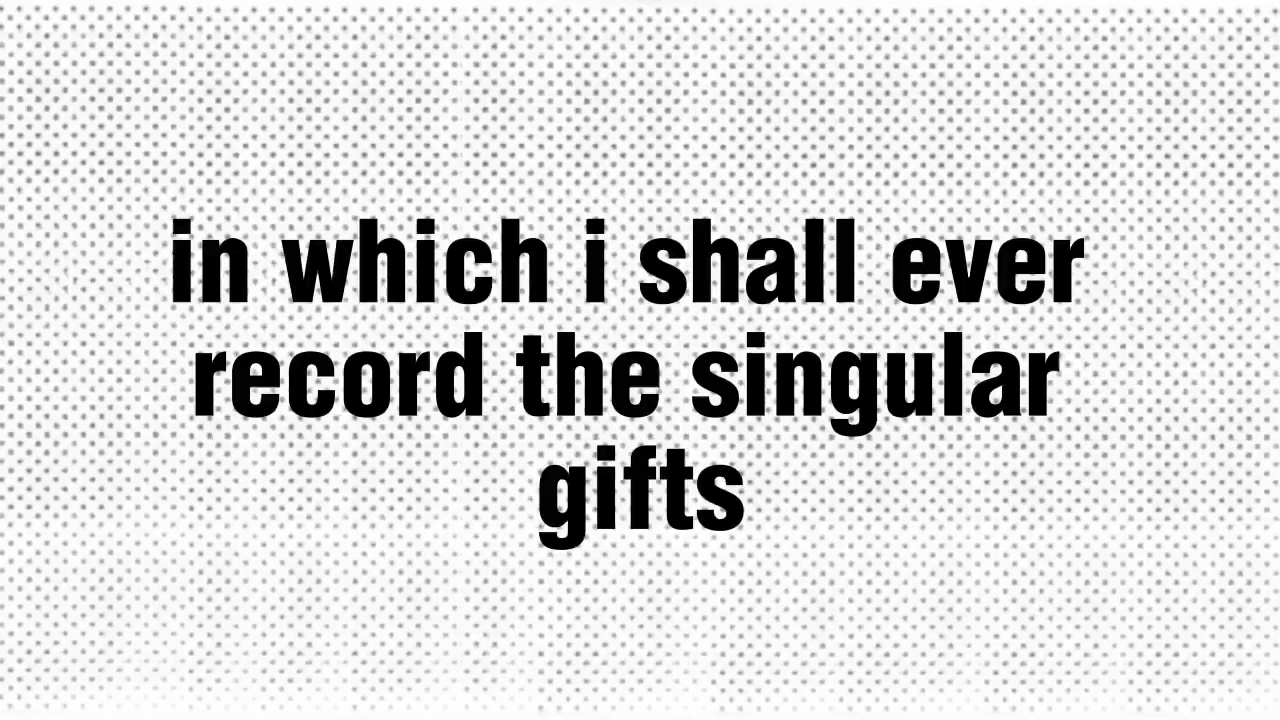 in which i shall ever
record the singular
gifts